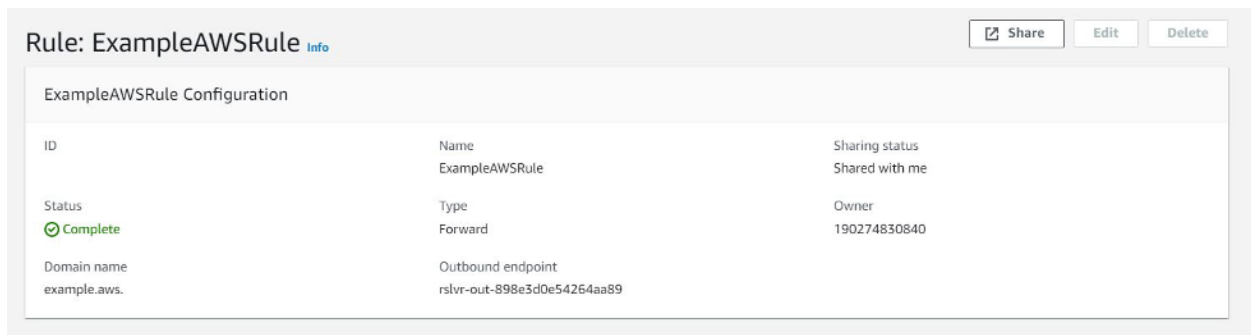 Rule: ExampleAWSRule Info
Share Edit Delete
ExampleAWSRule Configuration
ID Name Sharing status
ExampleAWSRule Shared with me
Status Type Owner
Complete Forward 190274830840
Domain name Outbound endpoint
example.aws. rslvr-out-898e3d0e54264aa89